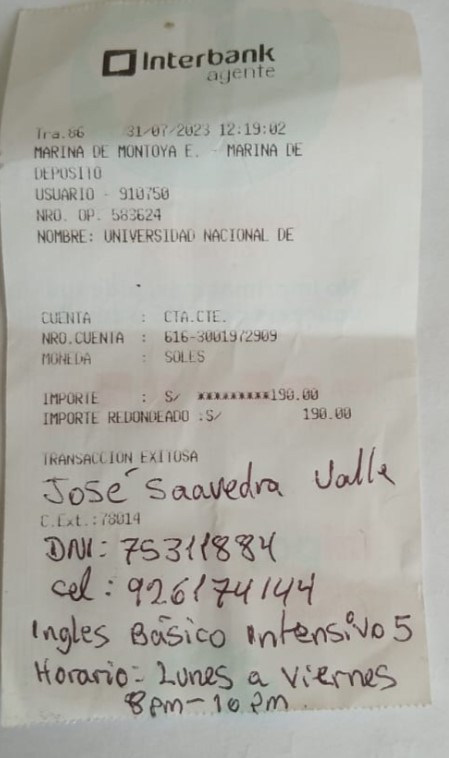 Interbank
agente
Tra.86 31/07/2023 12:19:02
MARINA DE MONTOYA E. - MARINA DE
DEPOSITO
USUARIO - 910750
NRO. OP. 583624
NOMBRE: UNIVERSIDAD NACIONAL DE
CUENTA : CTA.CTE.
NRO.CUENTA : 616-3001972909
MONEDA : SOLES
IMPORTE : S/ *********190.00
IMPORTE REDONDEADO :S/ 190.00
TRANSACCION EXITOSA
José Saavedra Valle
C.Ext.:78014
DNI: 75311884
cel: 926174144
Ingles Básico intensivo 5
Horario: Lunes a viernes
8pm-10pm